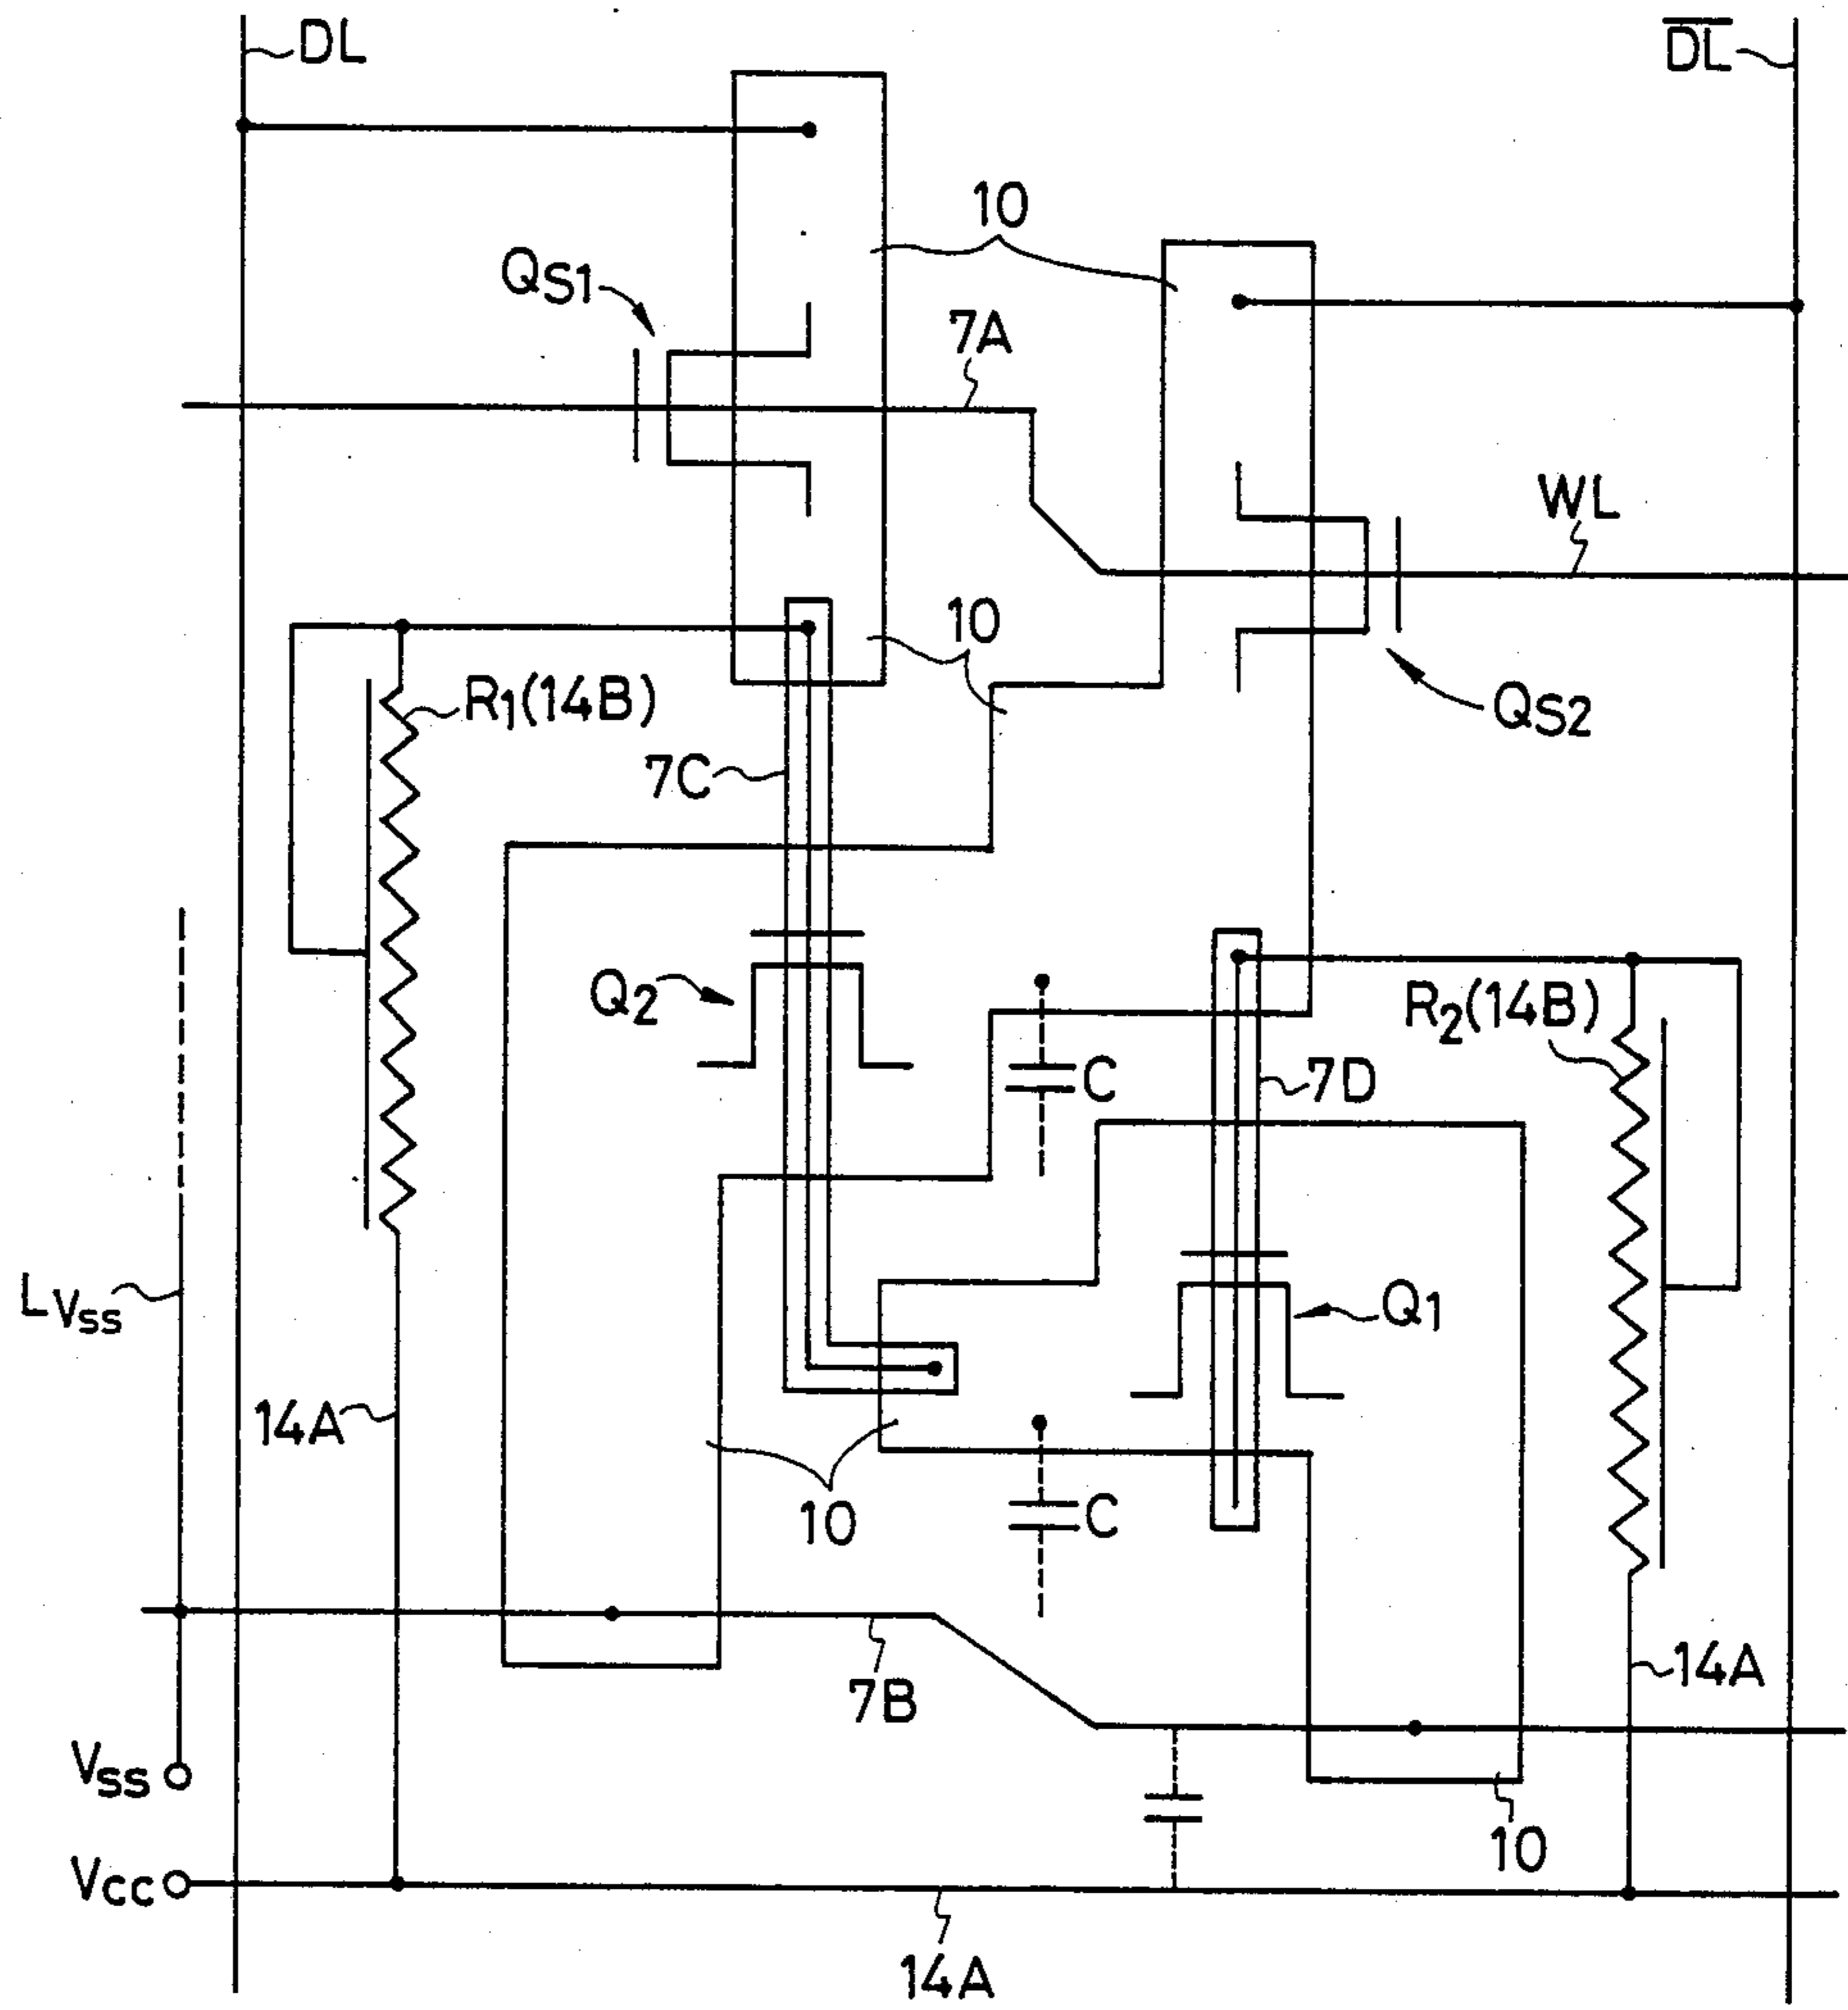 DL
D̅L̅
10
QS1
7A
WL
10
R1(14B)
QS2
7C
Q2
R2(14B)
C
7D
LVss
Q1
14A
10
C
14A
7B
Vss
10
Vcc
14A